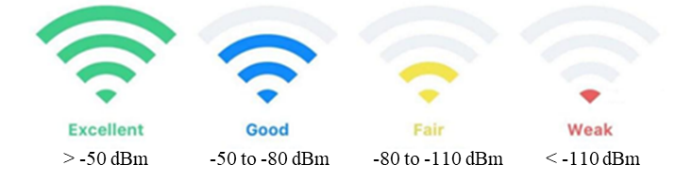 Excellent Good Fair Weak
> -50 dBm -50 to -80 dBm -80 to -110 dBm < -110 dBm